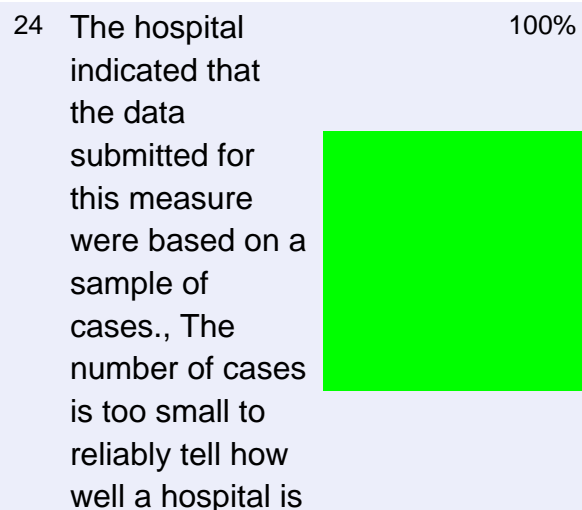 24 The hospital 100%
indicated that
the data
submitted for
this measure
were based on a
sample of
cases., The
number of cases
is too small to
reliably tell how
well a hospital is